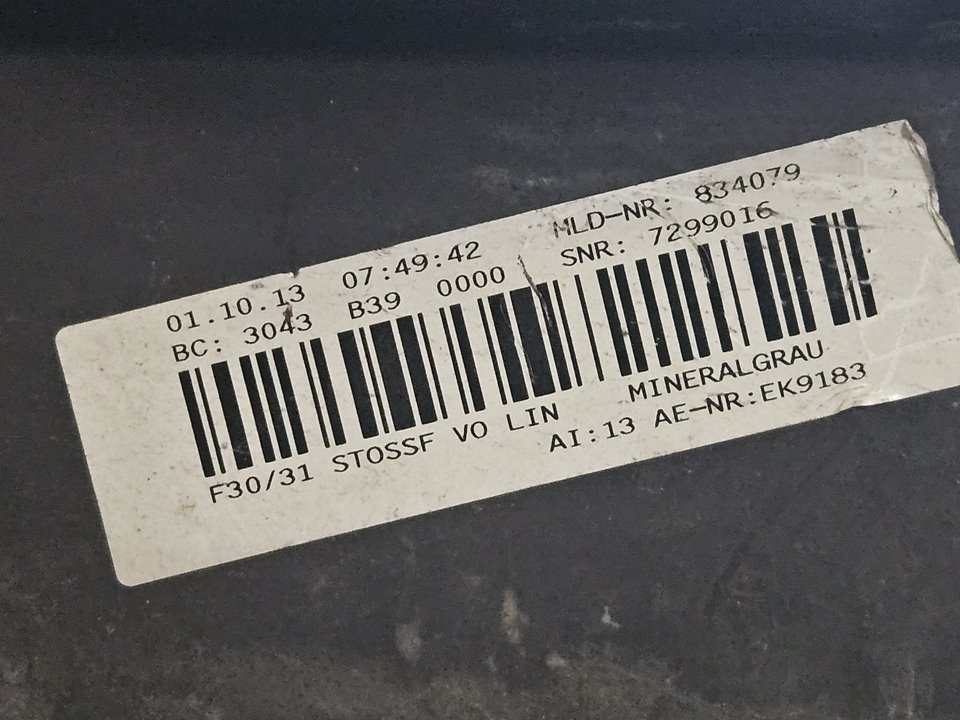 01.10.13 07:49:42 MLD-NR: 834079
BC: 3043 B39 0000 SNR: 7299016
F30/31 STOSSF VO LIN MINERALGRAU
AI:13 AE-NR:EK9183